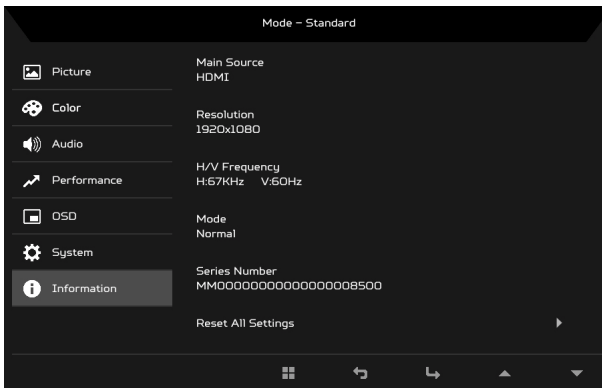 Mode - Standard
Picture
Color
Audio
Performance
OSD
System
Information
Main Source
HDMI
Resolution
1920x1080
H/V Frequency
H:67KHz V:60Hz
Mode
Normal
Series Number
MM00000000000000008500
Reset All Settings